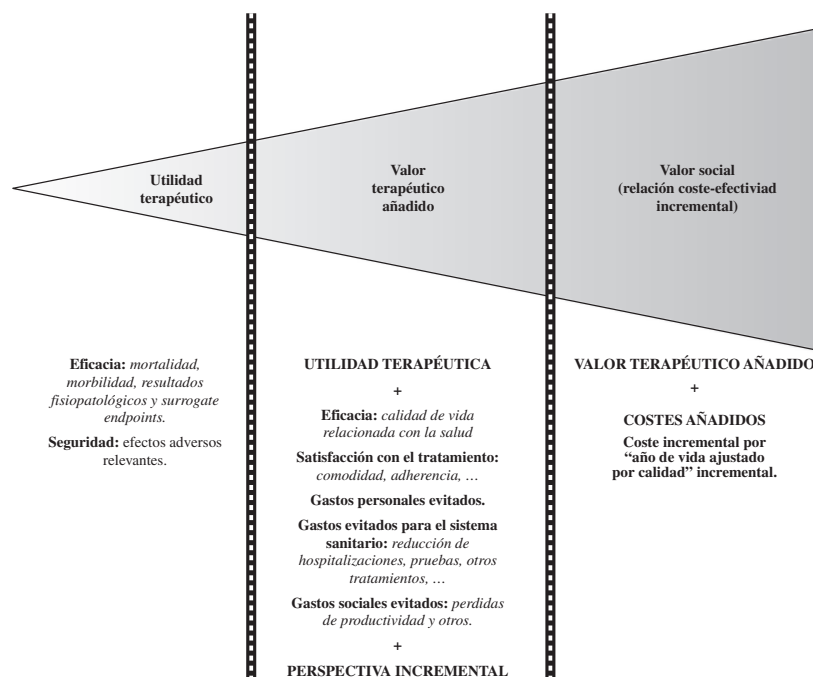 Utilidad
terapéutico
Valor
terapéutico
añadido
Valor social
(relación coste-efectiviad
incremental)
Eficacia: mortalidad,
morbilidad, resultados
fisiopatológicos y surrogate
endpoints.
Seguridad: efectos adversos
relevantes.
UTILIDAD TERAPÉUTICA
+
Eficacia: calidad de vida
relacionada con la salud
Satisfacción con el tratamiento:
comodidad, adherencia, …
Gastos personales evitados.
Gastos evitados para el sistema
sanitario: reducción de
hospitalizaciones, pruebas, otros
tratamientos, …
Gastos sociales evitados: perdidas
de productividad y otros.
+
PERSPECTIVA INCREMENTAL
VALOR TERAPÉUTICO AÑADIDO
+
COSTES AÑADIDOS
Coste incremental por
“año de vida ajustado
por calidad” incremental.